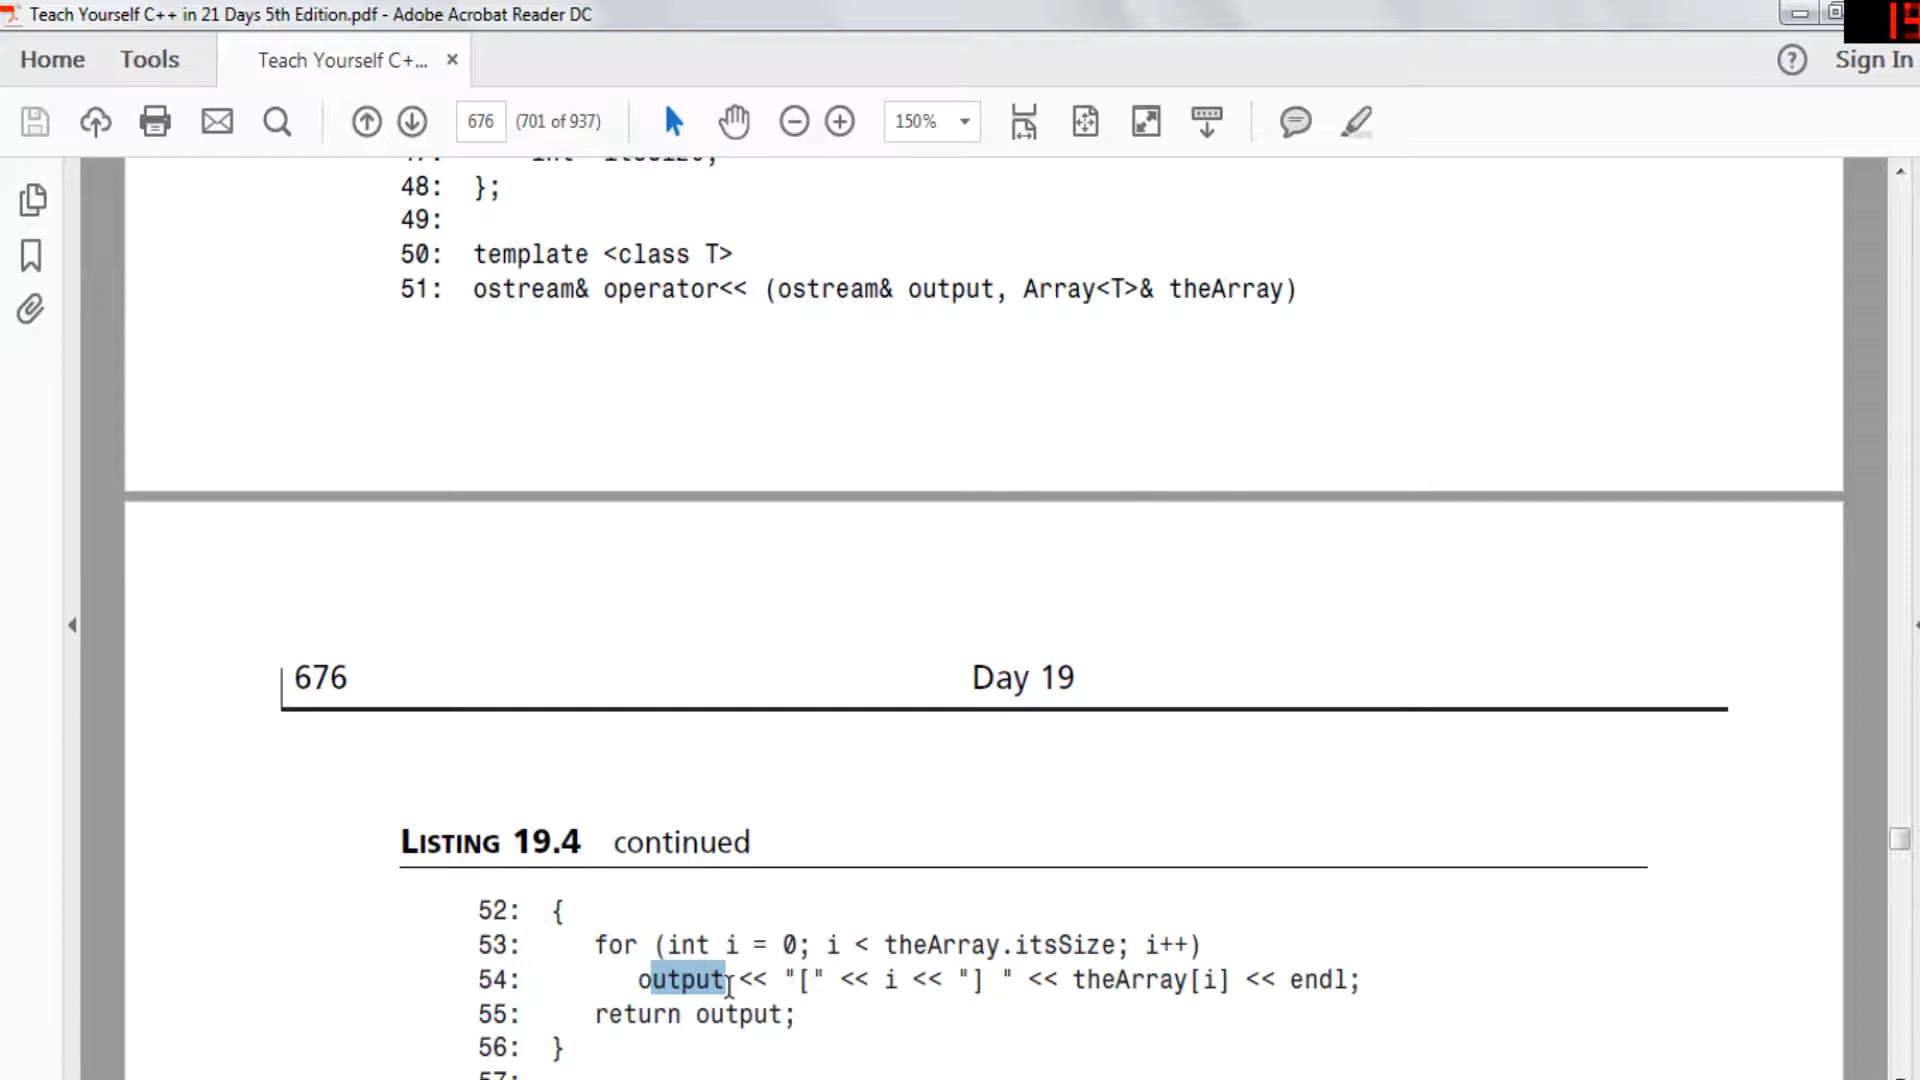 Teach Yourself C++ in 21 Days 5th Edition.pdf - Adobe Acrobat Reader DC
19
Home Tools Teach Yourself C+... × ? Sign In
676 (701 of 937) 150%
48: };
49:
50: template <class T>
51: ostream& operator<< (ostream& output, Array<T>& theArray)
676 Day 19
LISTING 19.4 continued
52: {
53: for (int i = 0; i < theArray.itsSize; i++)
54: output << "[" << i << "] " << theArray[i] << endl;
55: return output;
56: }
57: